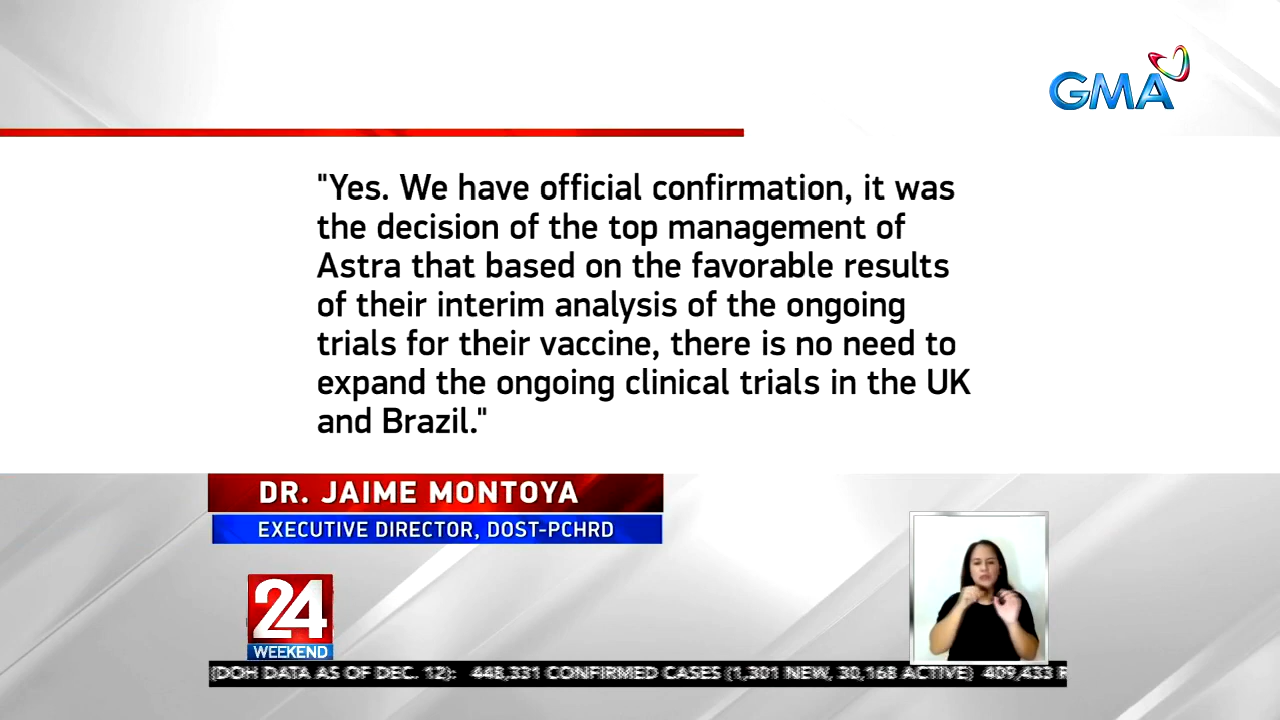 GMA
"Yes. We have official confirmation, it was
the decision of the top management of
Astra that based on the favorable results
of their interim analysis of the ongoing
trials for their vaccine, there is no need to
expand the ongoing clinical trials in the UK
and Brazil."
DR. JAIME MONTOYA
EXECUTIVE DIRECTOR, DOST-PCHRD
24
WEEKEND
(DOH DATA AS OF DEC. 12): 448,331 CONFIRMED CASES (1,301 NEW, 30,168 ACTIVE) 409,433 R